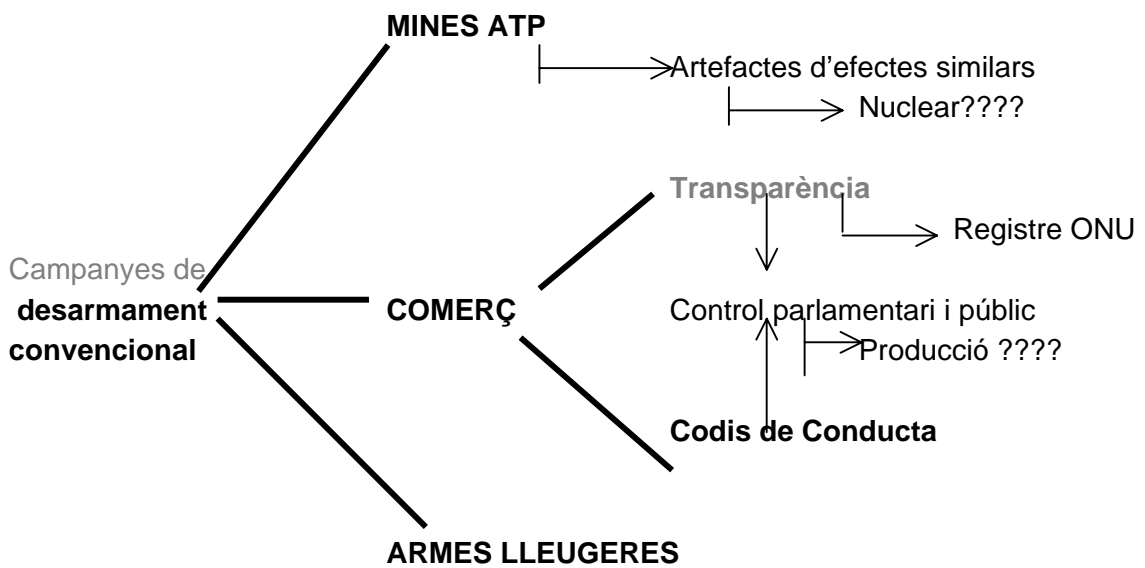 MINES ATP
Artefactes d’efectes similars
Nuclear????
Transparència
Registre ONU
Campanyes de
desarmament
convencional
COMERÇ
Control parlamentari i públic
Producció ????
Codis de Conducta
ARMES LLEUGERES